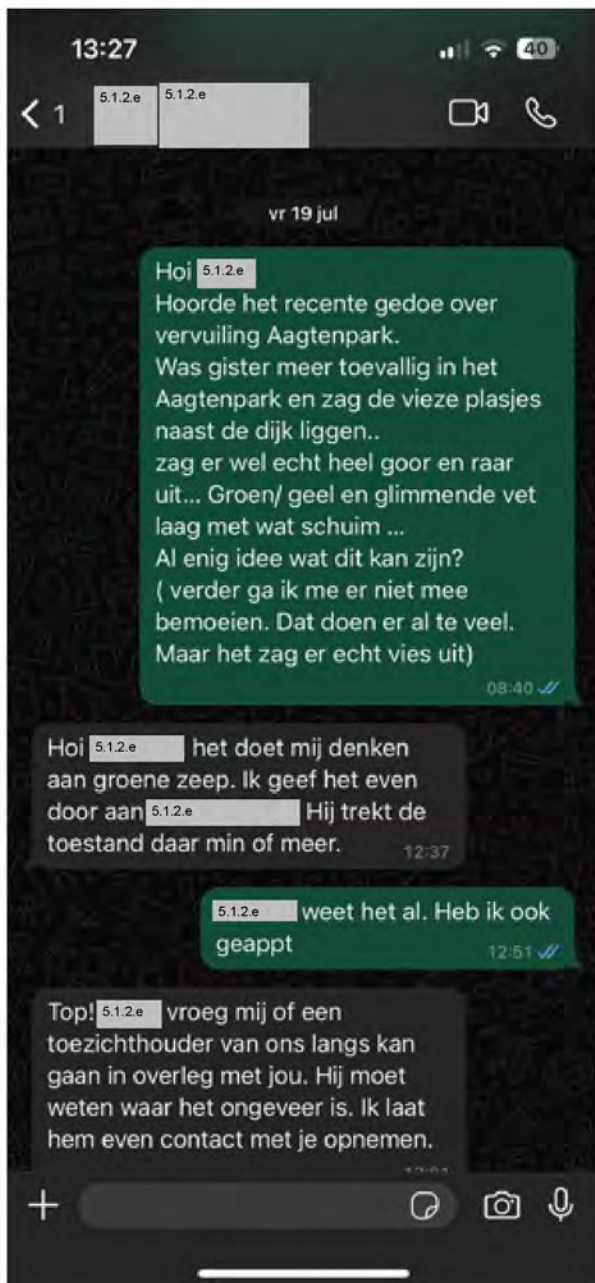 13:27
40
1
5.1.2.e
5.1.2.e
vr 19 jul
Hoi 5.1.2.e
Hoorde het recente gedoe over
vervuiling Aagtenpark.
Was gister meer toevallig in het
Aagtenpark en zag de vieze plasjes
naast de dijk liggen..
zag er wel echt heel goor en raar
uit... Groen/ geel en glimmende vet
laag met wat schuim ...
Al enig idee wat dit kan zijn?
( verder ga ik me er niet mee
bemoeien. Dat doen er al te veel.
Maar het zag er echt vies uit)
08:40
Hoi 5.1.2.e het doet mij denken
aan groene zeep. Ik geef het even
door aan 5.1.2.e Hij trekt de
toestand daar min of meer.
12:37
5.1.2.e weet het al. Heb ik ook
geappt
12:51
Top! 5.1.2.e vroeg mij of een
toezichthouder van ons langs kan
gaan in overleg met jou. Hij moet
weten waar het ongeveer is. Ik laat
hem even contact met je opnemen.